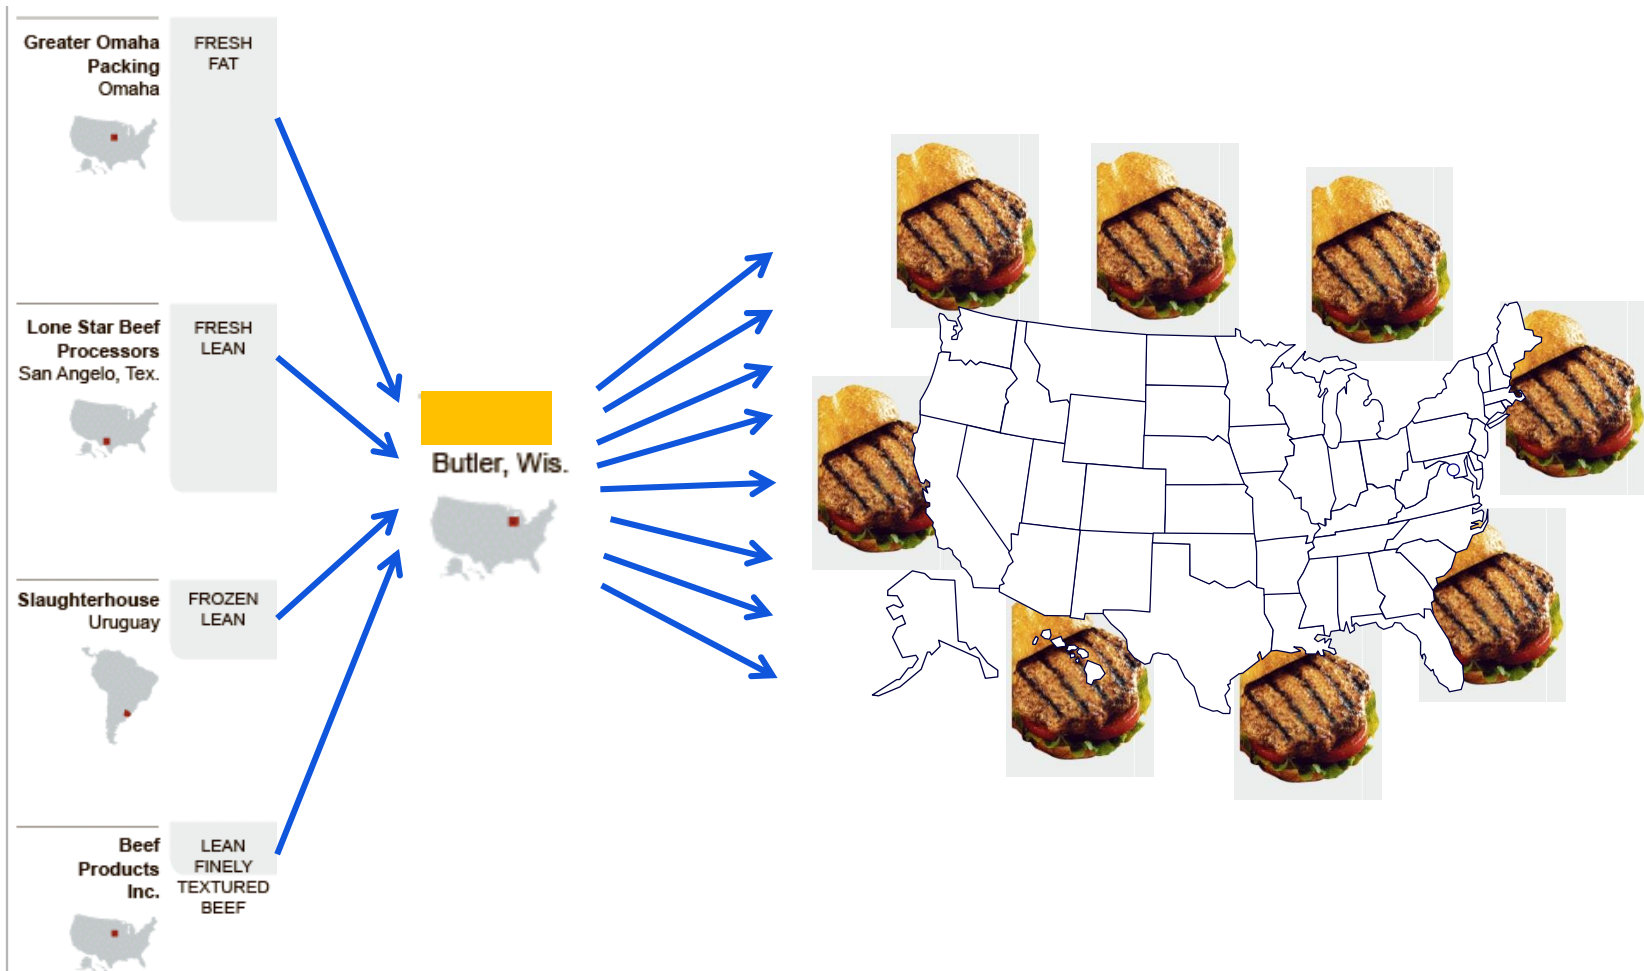 Greater Omaha
Packing
Omaha
FRESH
FAT
Lone Star Beef
Processors
San Angelo, Tex.
FRESH
LEAN
Slaughterhouse
Uruguay
FROZEN
LEAN
Beef
Products
Inc.
LEAN
FINELY
TEXTURED
BEEF
Butler, Wis.